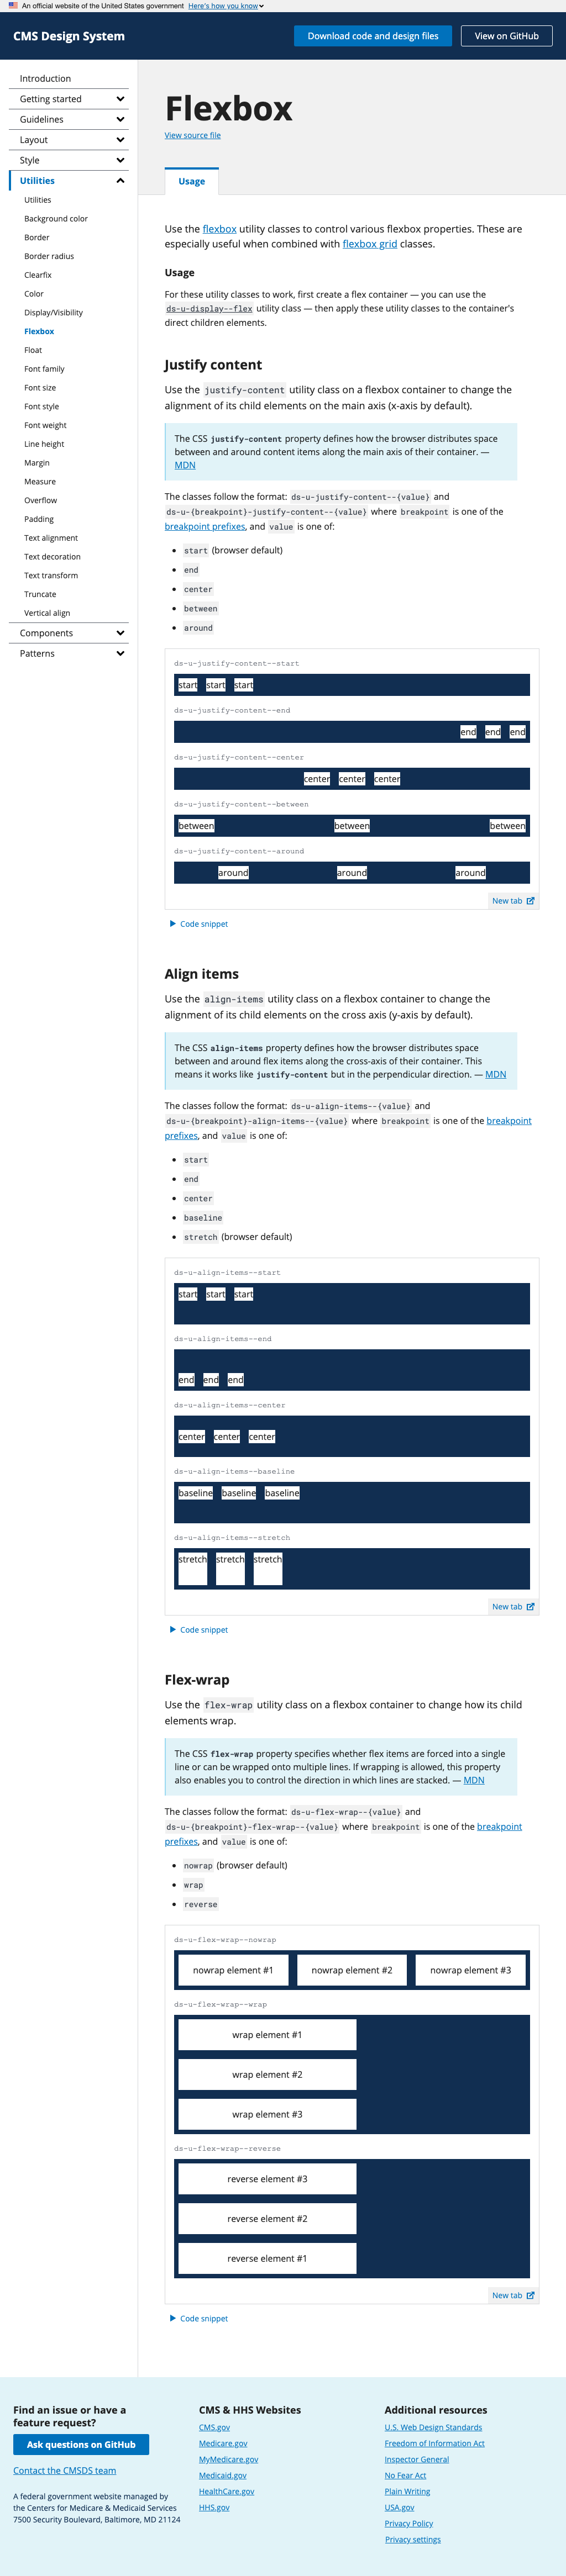 An official website of the United States government Here's how you know
CMS Design System
Download code and design files
View on GitHub
Introduction
Getting started
Guidelines
Layout
Style
Utilities
Utilities
Background color
Border
Border radius
Clearfix
Color
Display/Visibility
Flexbox
Float
Font family
Font size
Font style
Font weight
Line height
Margin
Measure
Overflow
Padding
Text alignment
Text decoration
Text transform
Truncate
Vertical align
Components
Patterns
Flexbox
View source file
Usage
Use the flexbox utility classes to control various flexbox properties. These are
especially useful when combined with flexbox grid classes.
Usage
For these utility classes to work, first create a flex container — you can use the
ds-u-display--flex utility class — then apply these utility classes to the container's
direct children elements.
Justify content
Use the justify-content utility class on a flexbox container to change the
alignment of its child elements on the main axis (x-axis by default).
The CSS justify-content property defines how the browser distributes space
between and around content items along the main axis of their container. —
MDN
The classes follow the format: ds-u-justify-content--{value} and
ds-u-{breakpoint}-justify-content--{value} where breakpoint is one of the
breakpoint prefixes, and value is one of:
start (browser default)
end
center
between
around
ds-u-justify-content--start
start start start
ds-u-justify-content--end
end end end
ds-u-justify-content--center
center center center
ds-u-justify-content--between
between between between
ds-u-justify-content--around
around around around
New tab
Code snippet
Align items
Use the align-items utility class on a flexbox container to change the
alignment of its child elements on the cross axis (y-axis by default).
The CSS align-items property defines how the browser distributes space
between and around flex items along the cross-axis of their container. This
means it works like justify-content but in the perpendicular direction. — MDN
The classes follow the format: ds-u-align-items--{value} and
ds-u-{breakpoint}-align-items--{value} where breakpoint is one of the breakpoint
prefixes, and value is one of:
start
end
center
baseline
stretch (browser default)
ds-u-align-items--start
start start start
ds-u-align-items--end
end end end
ds-u-align-items--center
center center center
ds-u-align-items--baseline
baseline baseline baseline
ds-u-align-items--stretch
stretch stretch stretch
New tab
Code snippet
Flex-wrap
Use the flex-wrap utility class on a flexbox container to change how its child
elements wrap.
The CSS flex-wrap property specifies whether flex items are forced into a single
line or can be wrapped onto multiple lines. If wrapping is allowed, this property
also enables you to control the direction in which lines are stacked. — MDN
The classes follow the format: ds-u-flex-wrap--{value} and
ds-u-{breakpoint}-flex-wrap--{value} where breakpoint is one of the breakpoint
prefixes, and value is one of:
nowrap (browser default)
wrap
reverse
ds-u-flex-wrap--nowrap
nowrap element #1 nowrap element #2 nowrap element #3
ds-u-flex-wrap--wrap
wrap element #1
wrap element #2
wrap element #3
ds-u-flex-wrap--reverse
reverse element #3
reverse element #2
reverse element #1
New tab
Code snippet
Find an issue or have a
feature request?
Ask questions on GitHub
Contact the CMSDS team
A federal government website managed by
the Centers for Medicare & Medicaid Services
7500 Security Boulevard, Baltimore, MD 21124
CMS & HHS Websites
CMS.gov
Medicare.gov
MyMedicare.gov
Medicaid.gov
HealthCare.gov
HHS.gov
Additional resources
U.S. Web Design Standards
Freedom of Information Act
Inspector General
No Fear Act
Plain Writing
USA.gov
Privacy Policy
Privacy settings